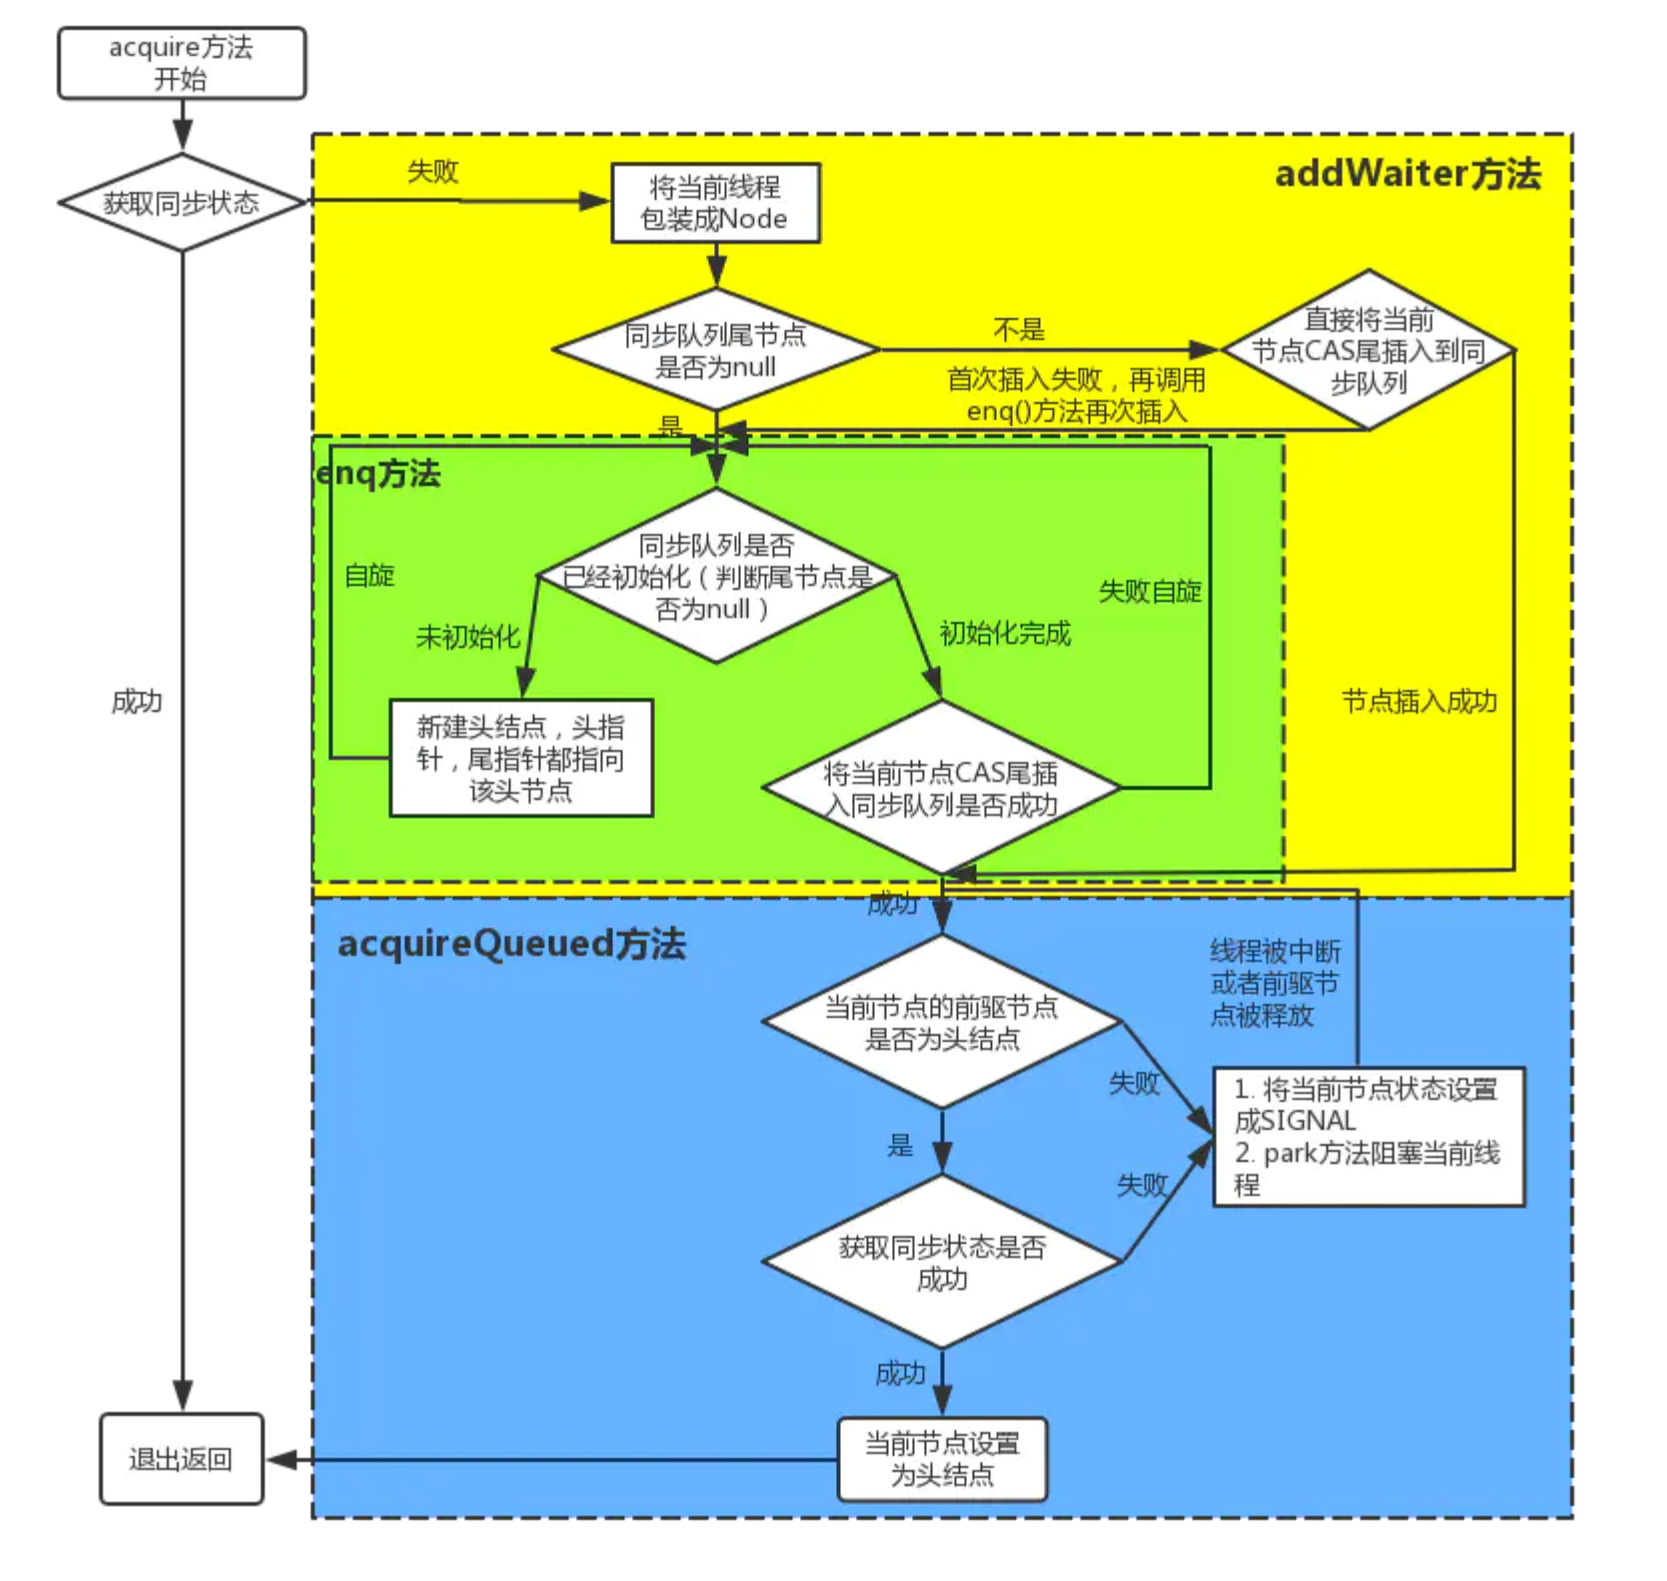 acquire方法
开始
获取同步状态
失败
将当前线程
包装成Node
addWaiter方法
同步队列尾节点
是否为null
不是
直接将当前
节点CAS尾插入到同
步队列
首次插入失败，再调用
enq()方法再次插入
是
enq方法
自旋
同步队列是否
已经初始化（判断尾节点是
否为null）
失败自旋
未初始化
初始化完成
成功
节点插入成功
新建头结点，头指
针，尾指针都指向
该头节点
将当前节点CAS尾插
入同步队列是否成功
成功
acquireQueued方法
线程被中断
或者前驱节
点被释放
当前节点的前驱节点
是否为头结点
失败
1. 将当前节点状态设置
成SIGNAL
2. park方法阻塞当前线
程
是
失败
获取同步状态是否
成功
成功
当前节点设置
为头结点
退出返回